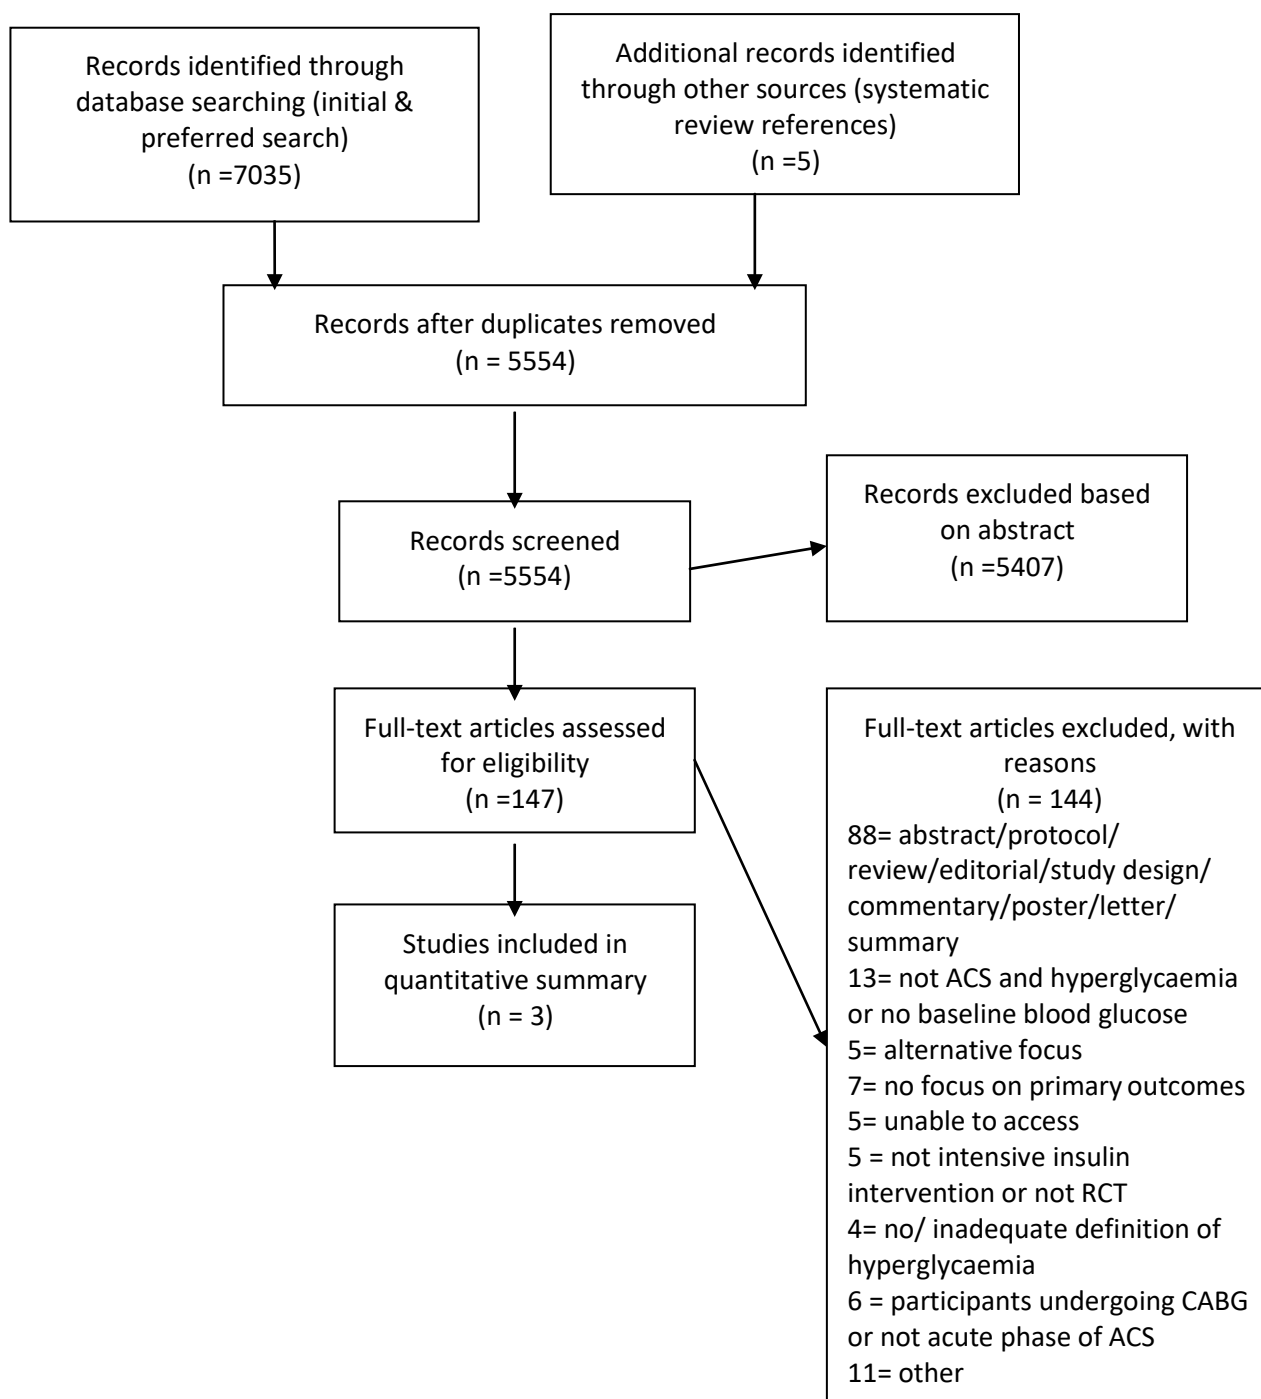 Records identified through
database searching (initial &
preferred search)
(n =7035)
Additional records identified
through other sources (systematic
review references)
(n =5)
Records after duplicates removed
(n = 5554)
Records screened
(n =5554)
Records excluded based
on abstract
(n =5407)
Full-text articles assessed
for eligibility
(n =147)
Full-text articles excluded, with
reasons
(n = 144)
88= abstract/protocol/
review/editorial/study design/
commentary/poster/letter/
summary
13= not ACS and hyperglycaemia
or no baseline blood glucose
5= alternative focus
7= no focus on primary outcomes
5= unable to access
5 = not intensive insulin
intervention or not RCT
4= no/ inadequate definition of
hyperglycaemia
6 = participants undergoing CABG
or not acute phase of ACS
11= other
Studies included in
quantitative summary
(n = 3)